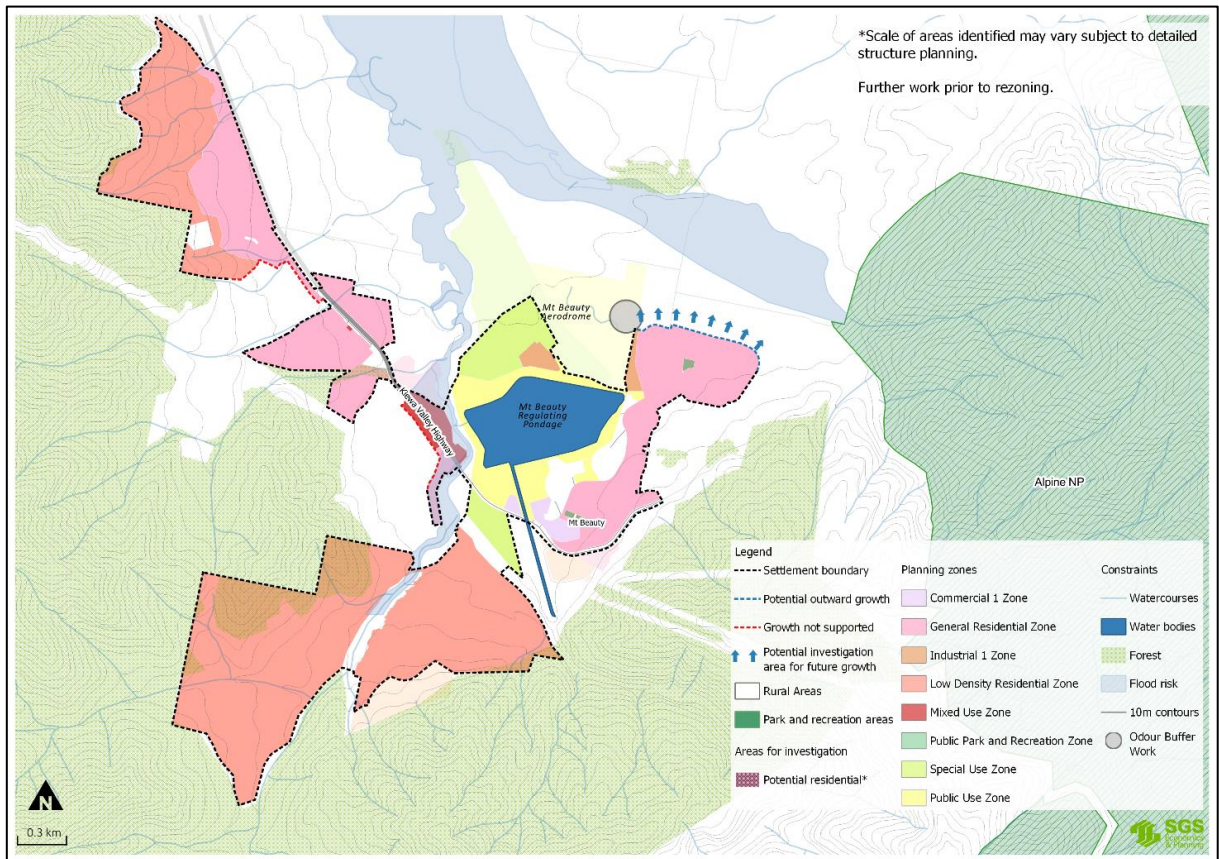 *Scale of areas identified may vary subject to detailed
structure planning.
Further work prior to rezoning.
Mt Beauty
Aerodrome
Mt Beauty
Regulating
Pondage
Kiewa Valley Highway
Mt Beauty
Alpine NP
Legend
Settlement boundary
Potential outward growth
Growth not supported
Potential investigation
area for future growth
Rural Areas
Park and recreation areas
Areas for investigation
Potential residential*
Planning zones
Commercial 1 Zone
General Residential Zone
Industrial 1 Zone
Low Density Residential Zone
Mixed Use Zone
Public Park and Recreation Zone
Special Use Zone
Public Use Zone
Constraints
Watercourses
Water bodies
Forest
Flood risk
10m contours
Odour Buffer
Work
N
0.3 km
SGS
Economics
& Planning